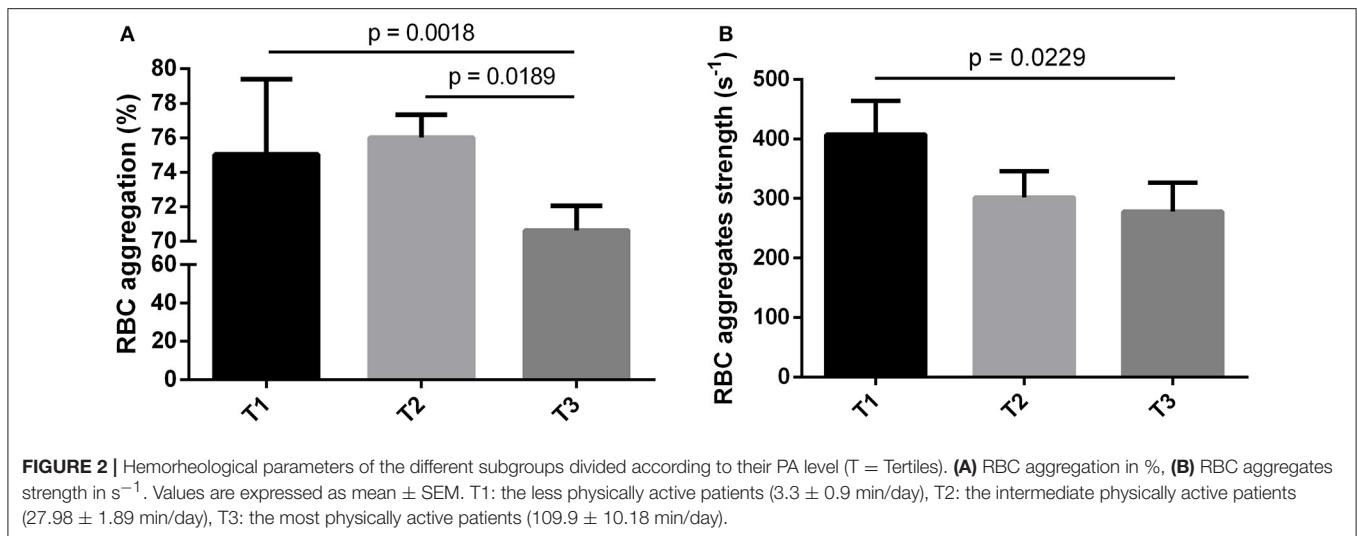 A
p = 0.0018
p = 0.0189
RBC aggregation (%)
80
78
76
74
72
70
60
40
20
0
T1
T2
T3
B
p = 0.0229
RBC aggregates strength (s⁻¹)
500
400
300
200
100
0
T1
T2
T3
FIGURE 2 | Hemorheological parameters of the different subgroups divided according to their PA level (T = Tertiles). (A) RBC aggregation in %, (B) RBC aggregates
strength in s⁻¹. Values are expressed as mean ± SEM. T1: the less physically active patients (3.3 ± 0.9 min/day), T2: the intermediate physically active patients
(27.98 ± 1.89 min/day), T3: the most physically active patients (109.9 ± 10.18 min/day).